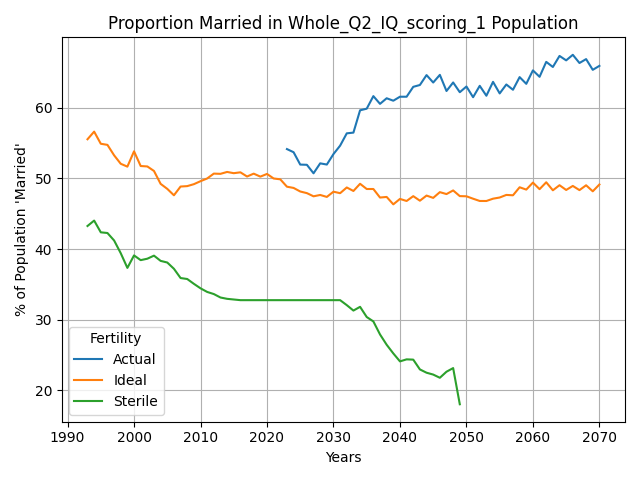 Proportion Married in Whole_Q2_IQ_scoring_1 Population
% of Population 'Married'
60
50
40
30
20
Fertility
Actual
Ideal
Sterile
1990 2000 2010 2020 2030 2040 2050 2060 2070
Years